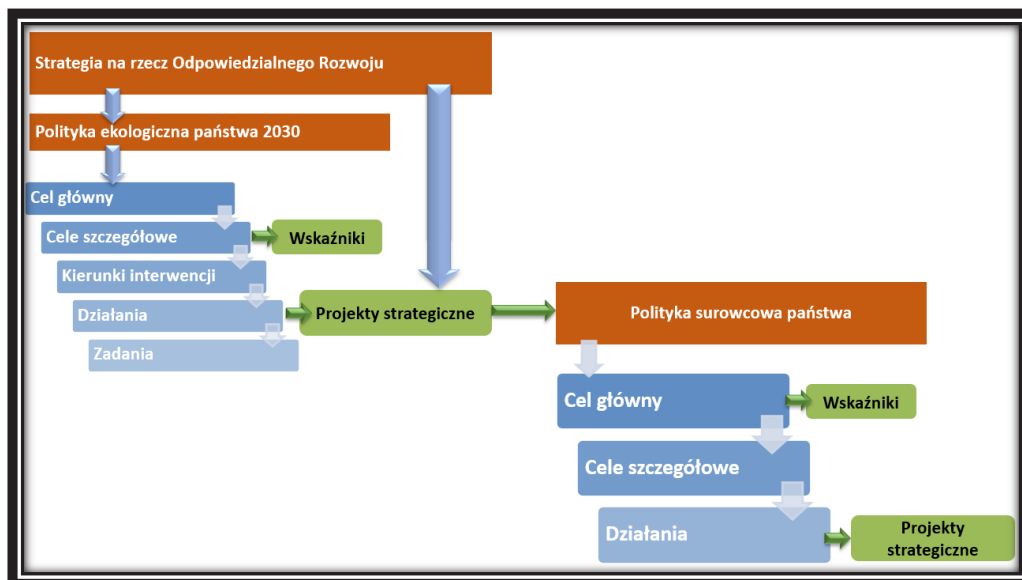 Strategia na rzecz Odpowiedzialnego Rozwoju
Polityka ekologiczna państwa 2030
Cel główny
Cele szczegółowe
Wskaźniki
Kierunki interwencji
Działania
Projekty strategiczne
Zadania
Polityka surowcowa państwa
Cel główny
Wskaźniki
Cele szczegółowe
Działania
Projekty
strategiczne